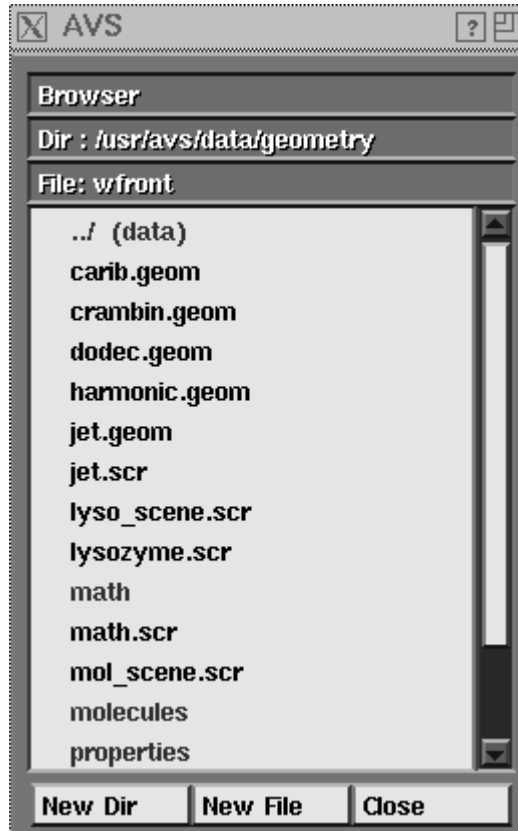 AVS ?
Browser
Dir : /usr/avs/data/geometry
File: wfront
../ (data)
carib.geom
crambin.geom
dodec.geom
harmonic.geom
jet.geom
jet.scr
lyso_scene.scr
lysozyme.scr
math
math.scr
mol_scene.scr
molecules
properties
New Dir New File Close